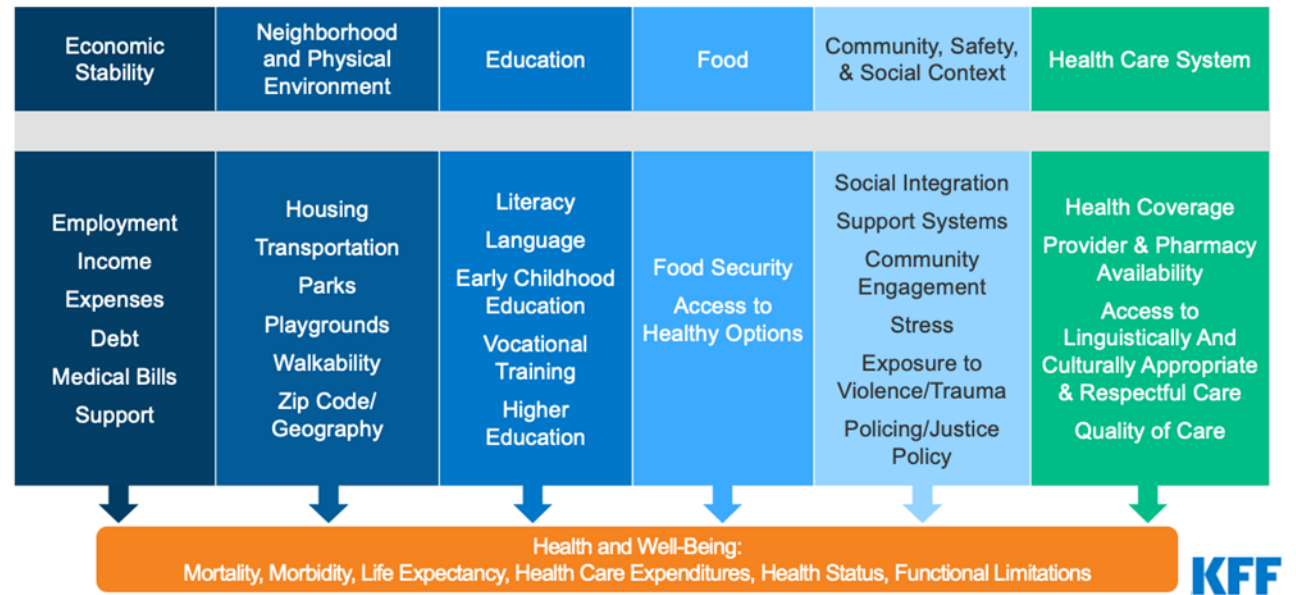 Economic
Stability
Neighborhood
and Physical
Environment
Education
Food
Community, Safety,
& Social Context
Health Care System
Employment
Income
Expenses
Debt
Medical Bills
Support
Housing
Transportation
Parks
Playgrounds
Walkability
Zip Code/
Geography
Literacy
Language
Early Childhood
Education
Vocational
Training
Higher
Education
Food Security
Access to
Healthy Options
Social Integration
Support Systems
Community
Engagement
Stress
Exposure to
Violence/Trauma
Policing/Justice
Policy
Health Coverage
Provider & Pharmacy
Availability
Access to
Linguistically And
Culturally Appropriate
& Respectful Care
Quality of Care
Health and Well-Being:
Mortality, Morbidity, Life Expectancy, Health Care Expenditures, Health Status, Functional Limitations
KFF